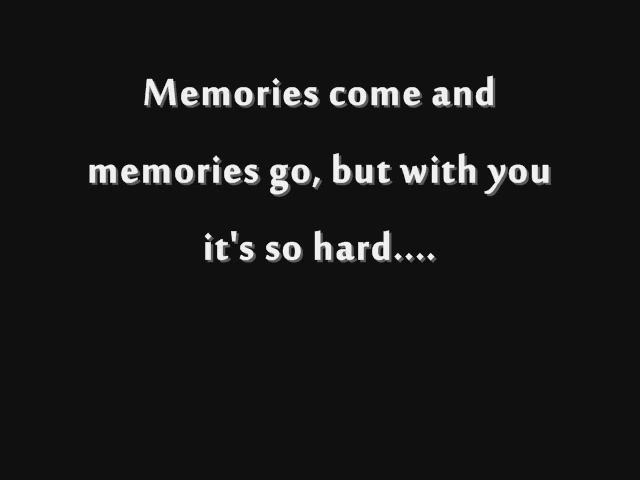 Memories come and
memories go, but with you
it's so hard....